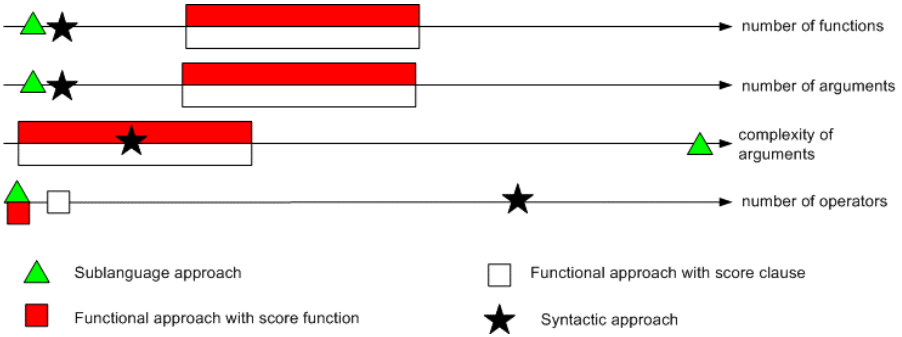 number of functions
number of arguments
complexity of
arguments
number of operators
Sublanguage approach
Functional approach with score clause
Functional approach with score function
Syntactic approach